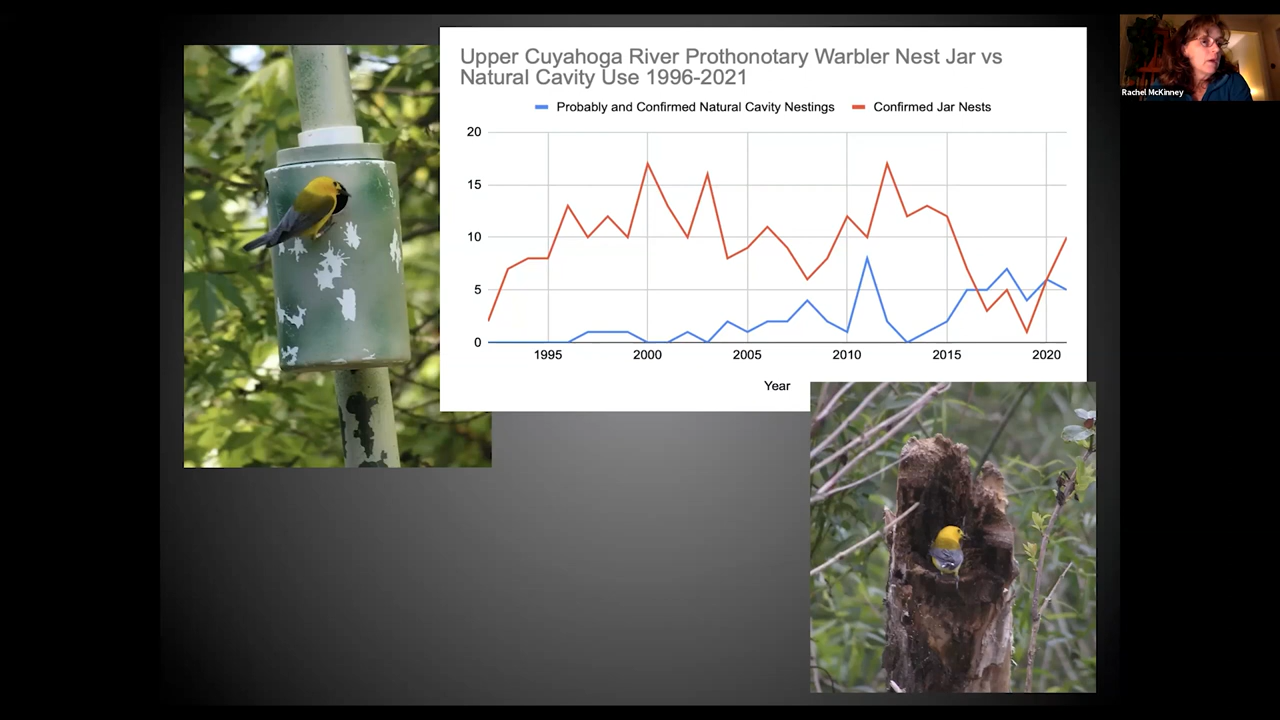 Upper Cuyahoga River Prothonotary Warbler Nest Jar vs
Natural Cavity Use 1996-2021
Probably and Confirmed Natural Cavity Nestings
Confirmed Jar Nests
20
15
10
5
0
1995
2000
2005
2010
2015
2020
Year
Rachel McKinney